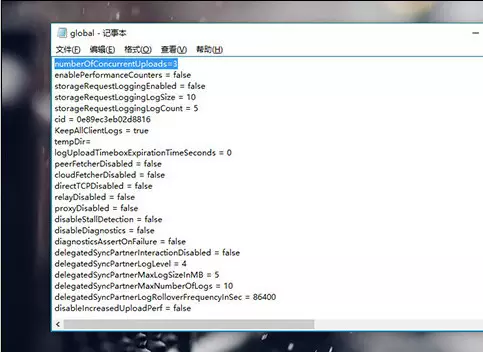 global - 记事本
文件(F) 编辑(E) 格式(O) 查看(V) 帮助(H)
numberOfConcurrentUploads=3
enablePerformanceCounters = false
storageRequestLoggingEnabled = false
storageRequestLoggingLogSize = 10
storageRequestLoggingLogCount = 5
cid = 0e89ec3eb02d8816
KeepAllClientLogs = true
tempDir=
logUploadTimeboxExpirationTimeSeconds = 0
peerFetcherDisabled = false
cloudFetcherDisabled = false
directTCPDisabled = false
relayDisabled = false
proxyDisabled = false
disableStallDetection = false
disableDiagnostics = false
diagnosticsAssertOnFailure = false
delegatedSyncPartnerInteractionDisabled = false
delegatedSyncPartnerLogLevel = 4
delegatedSyncPartnerMaxLogSizeInMB = 5
delegatedSyncPartnerMaxNumberOfLogs = 10
delegatedSyncPartnerLogRolloverFrequencyInSec = 86400
disableIncreasedUploadPerf = false